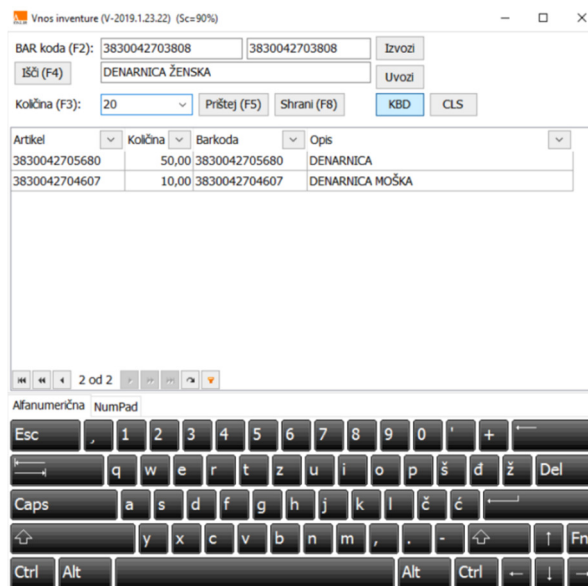 Vnos inventure (V-2019.1.23.22) (Sc=90%)
BAR koda (F2): 3830042703808 3830042703808 Izvozi
Išči (F4) DENARNICA ŽENSKA Uvozi
Količina (F3): 20 Prištej (F5) Shrani (F8) KBD CLS
Artikel Količina Barkoda Opis
3830042705680 50,00 3830042705680 DENARNICA
3830042704607 10,00 3830042704607 DENARNICA MOŠKA
2 od 2
Alfanumerična NumPad
Esc , 1 2 3 4 5 6 7 8 9 0 ' +
q w e r t z u i o p š đ ž Del
Caps a s d f g h j k l č ć
y x c v b n m , . - Fn
Ctrl Alt Alt Ctrl